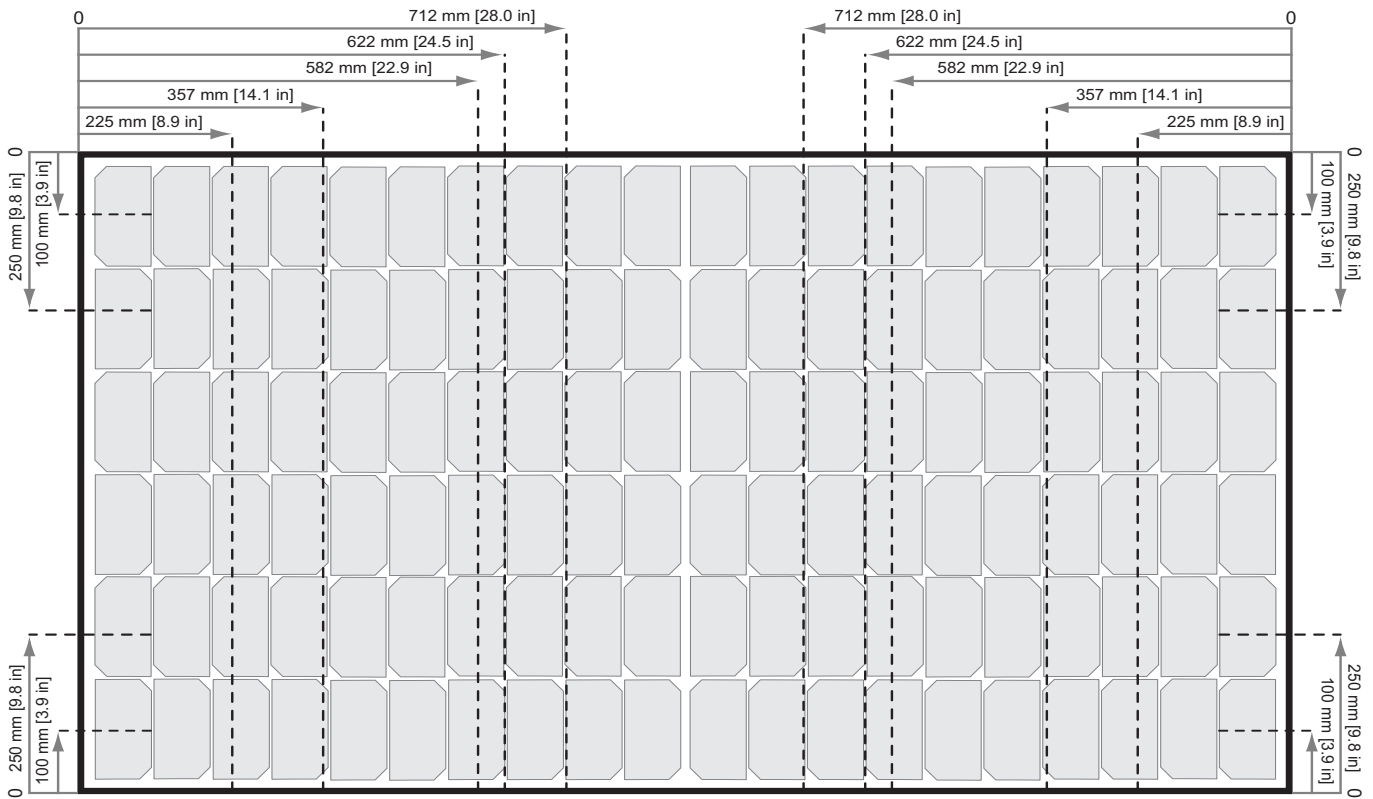 0
712 mm [28.0 in]
712 mm [28.0 in]
0
622 mm [24.5 in]
622 mm [24.5 in]
582 mm [22.9 in]
582 mm [22.9 in]
357 mm [14.1 in]
357 mm [14.1 in]
225 mm [8.9 in]
225 mm [8.9 in]
0
250 mm [9.8 in]
100 mm [3.9 in]
100 mm [3.9 in]
250 mm [9.8 in]
0
250 mm [9.8 in]
100 mm [3.9 in]
0
100 mm [3.9 in]
250 mm [9.8 in]
0